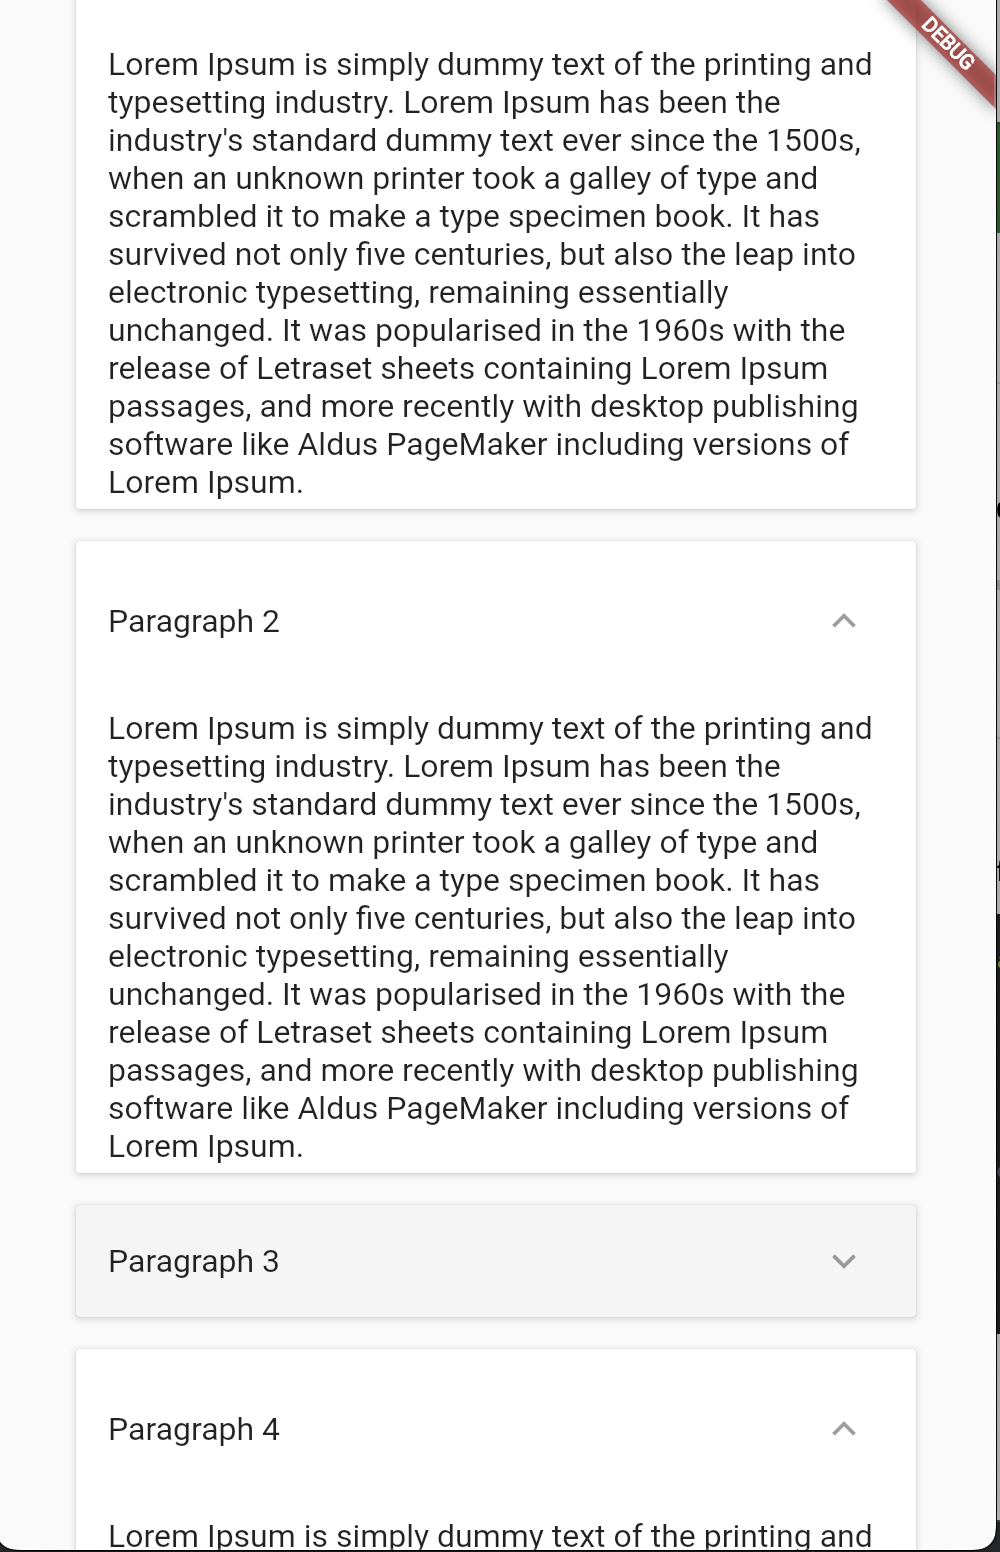 DEBUG
Lorem Ipsum is simply dummy text of the printing and
typesetting industry. Lorem Ipsum has been the
industry's standard dummy text ever since the 1500s,
when an unknown printer took a galley of type and
scrambled it to make a type specimen book. It has
survived not only five centuries, but also the leap into
electronic typesetting, remaining essentially
unchanged. It was popularised in the 1960s with the
release of Letraset sheets containing Lorem Ipsum
passages, and more recently with desktop publishing
software like Aldus PageMaker including versions of
Lorem Ipsum.
Paragraph 2
Lorem Ipsum is simply dummy text of the printing and
typesetting industry. Lorem Ipsum has been the
industry's standard dummy text ever since the 1500s,
when an unknown printer took a galley of type and
scrambled it to make a type specimen book. It has
survived not only five centuries, but also the leap into
electronic typesetting, remaining essentially
unchanged. It was popularised in the 1960s with the
release of Letraset sheets containing Lorem Ipsum
passages, and more recently with desktop publishing
software like Aldus PageMaker including versions of
Lorem Ipsum.
Paragraph 3
Paragraph 4
Lorem Ipsum is simply dummy text of the printing and